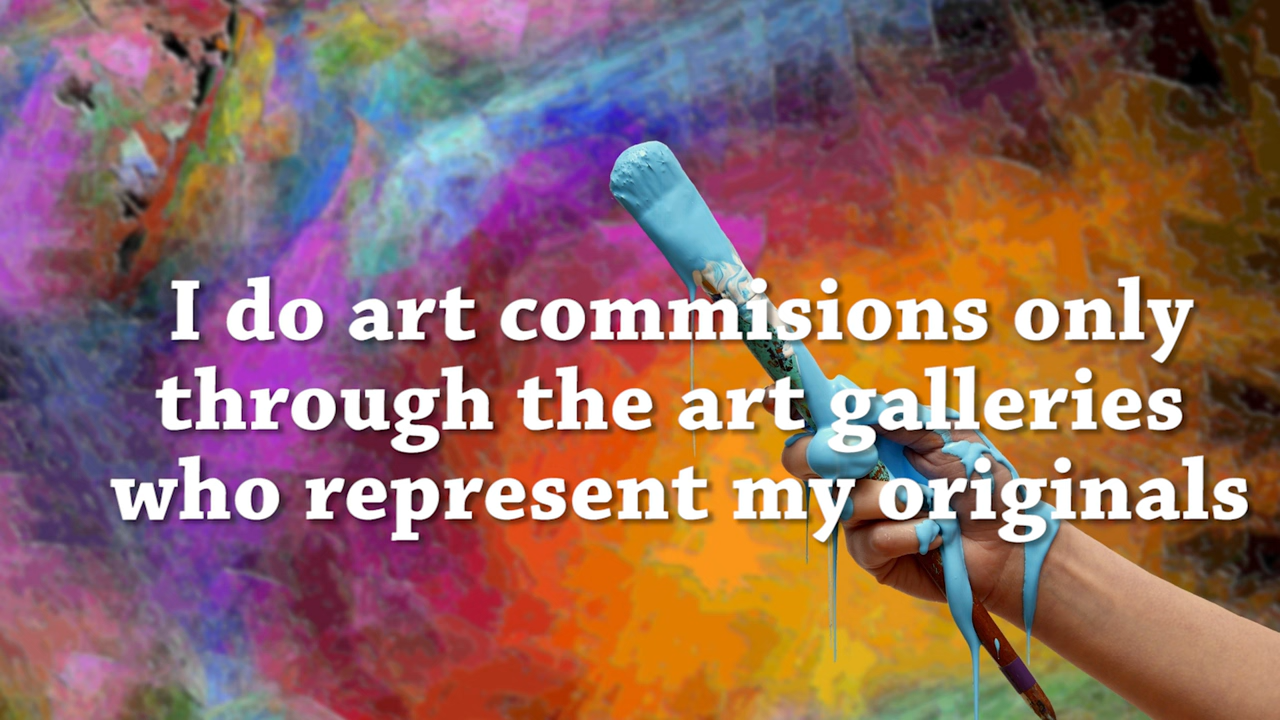 I do art commisions only
through the art galleries
who represent my originals